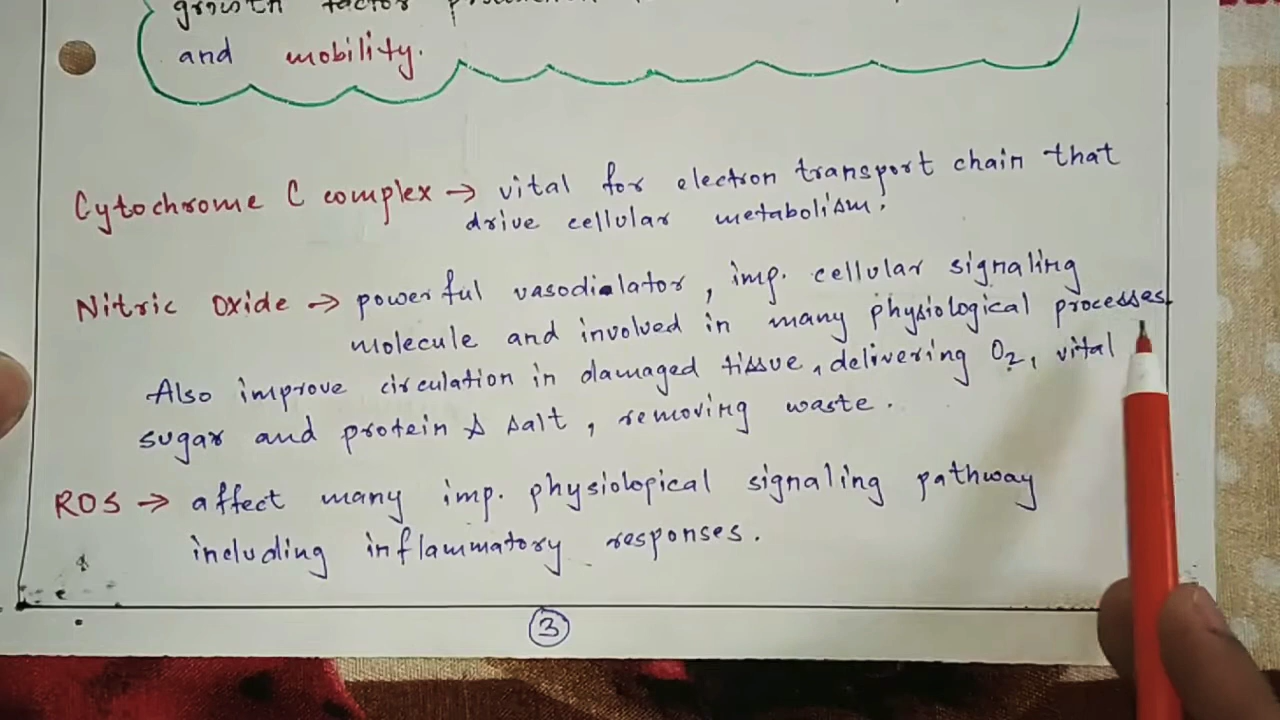 growth factor
and mobility.
Cytochrome C complex → vital for electron transport chain that
drive cellular metabolism.
Nitric Oxide → powerful vasodialator, imp. cellular signaling
molecule and involved in many physiological processes.
Also improve circulation in damaged tissue, delivering O2, vital
sugar and protein & salt, removing waste.
ROS → affect many imp. physiological signaling pathway
including inflammatory responses.
3